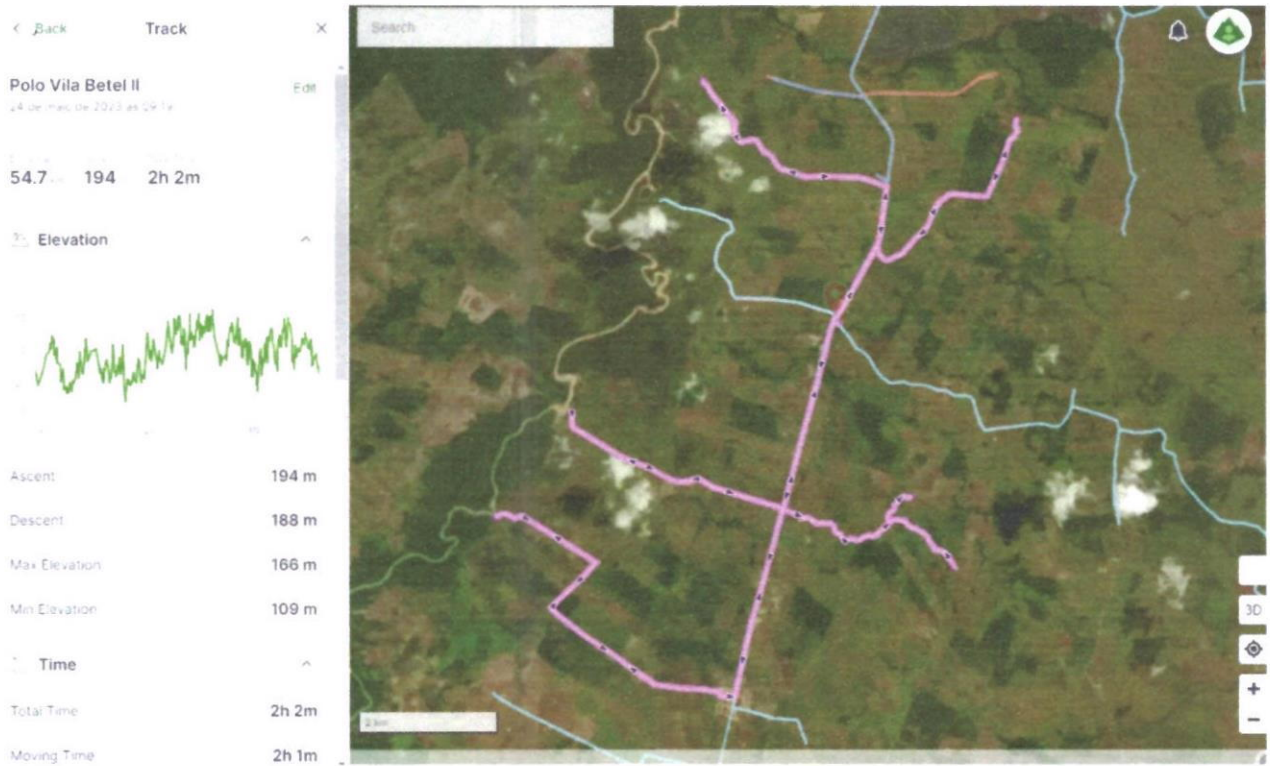 Back
Track
Polo Vila Betel II
Edit
54.7 194 2h 2m
Elevation
Ascent 194 m
Descent 188 m
Max Elevation 166 m
Min Elevation 109 m
Time
Total Time 2h 2m
Moving Time 2h 1m
Search
3D